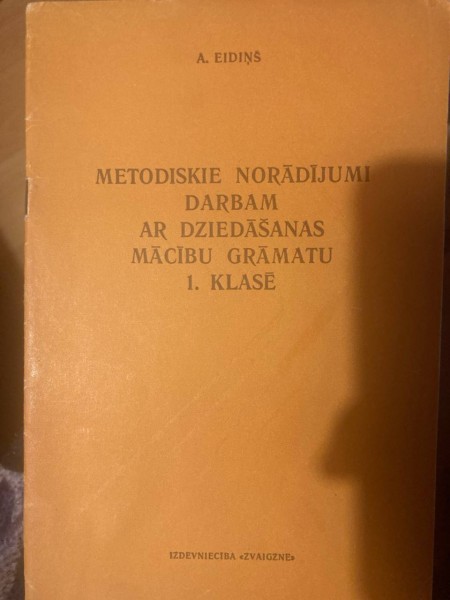 A. EIDIŅŠ
METODISKIE NORĀDĪJUMI
DARBAM
AR DZIEDĀŠANAS
MĀCĪBU GRĀMATU
1. KLASĒ
IZDEVNIECĪBA «ZVAIGZNE»